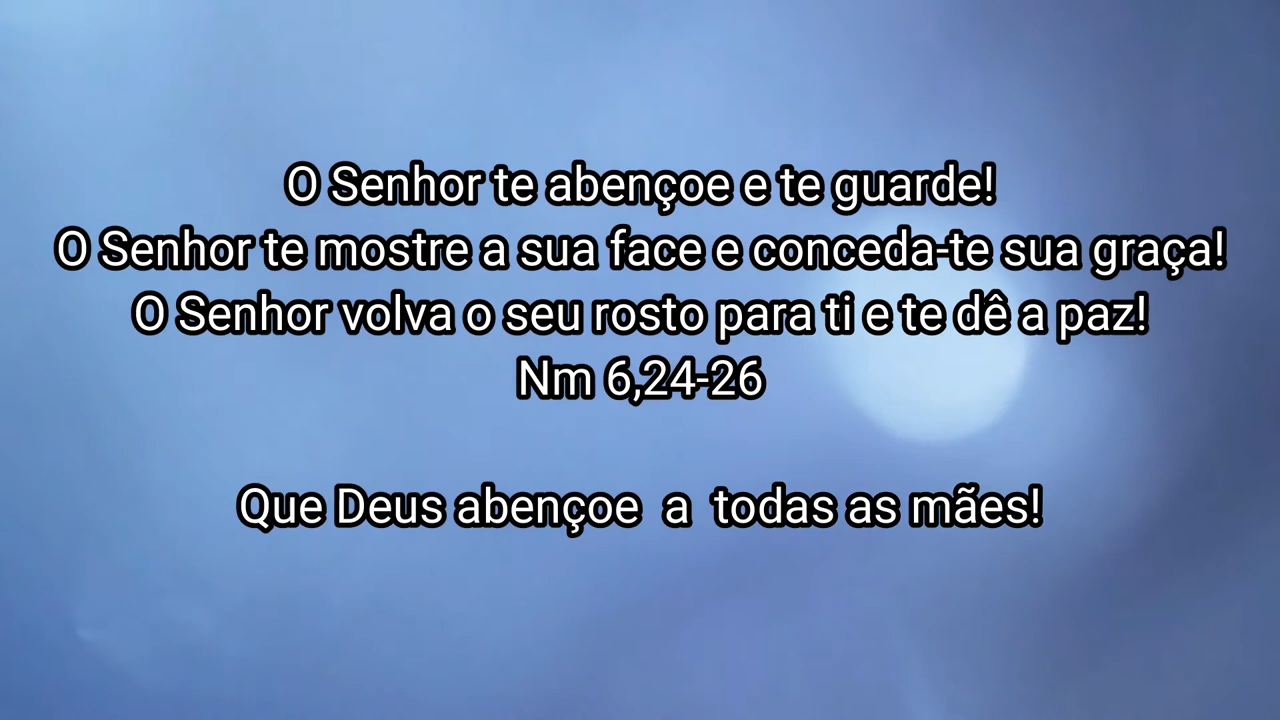 O Senhor te abençoe e te guarde!
O Senhor te mostre a sua face e conceda-te sua graça!
O Senhor volva o seu rosto para ti e te dê a paz!
Nm 6,24-26
Que Deus abençoe  a  todas as mães!